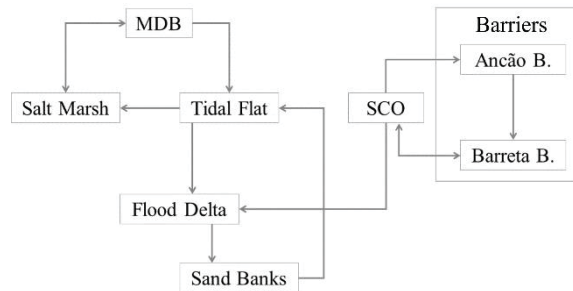 Barriers
MDB
Ancão B.
Salt Marsh
Tidal Flat
SCO
Barreta B.
Flood Delta
Sand Banks